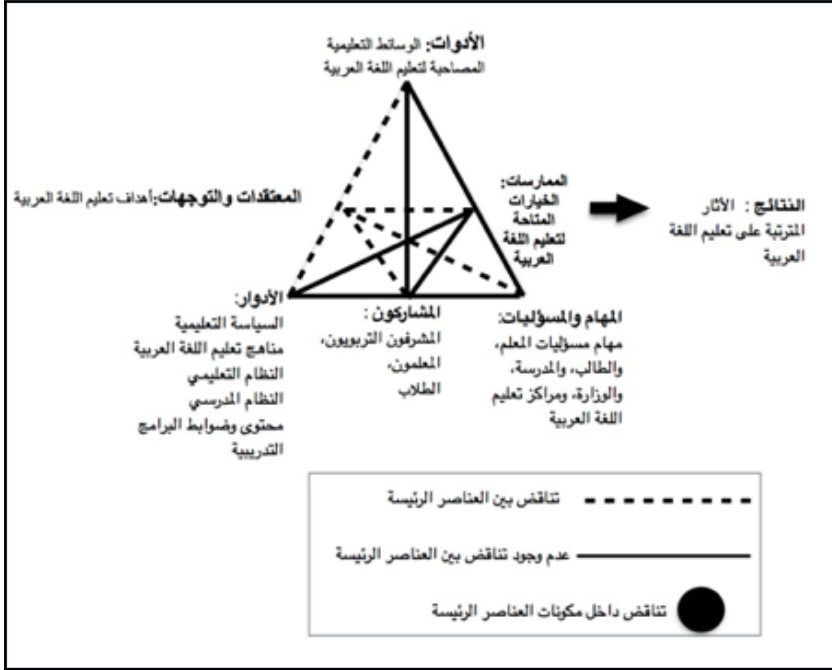 الأدوات: الوسائط التعليمية
المصاحبة لتعليم اللغة العربية
المعتقدات والتوجهات:أهداف تعليم اللغة العربية
الممارسات:
الخيارات
المتاحة
لتعليم اللغة
العربية
النتائج : الآثار
المترتبة على تعليم اللغة
العربية
الأدوار:
السياسة التعليمية
مناهج تعليم اللغة العربية
النظام التعليمي
النظام المدرسي
محتوى وضوابط البرامج
التدريبية
المشاركون :
المشرفون التربويون،
المعلمون،
الطلاب
المهام والمسؤليات:
مهام مسؤليات المعلم،
والطالب، والمدرسة،
والوزارة، ومراكز تعليم
اللغة العربية
تناقض بين العناصر الرئيسة
عدم وجود تناقض بين العناصر الرئيسة
تناقض داخل مكونات العناصر الرئيسة